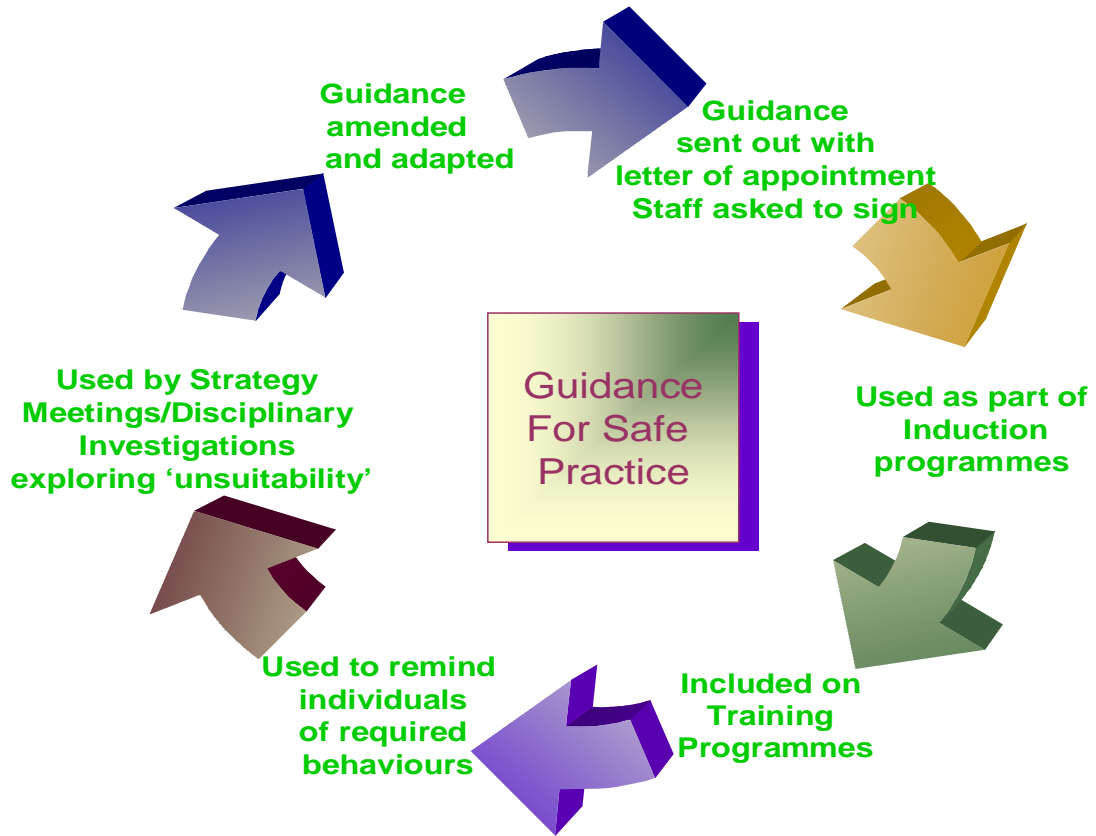 Guidance
amended
and adapted
Guidance
sent out with
letter of appointment
Staff asked to sign
Used as part of
Induction
programmes
Included on
Training
Programmes
Used to remind
individuals
of required
behaviours
Used by Strategy
Meetings/Disciplinary
Investigations
exploring ‘unsuitability’
Guidance
For Safe
Practice